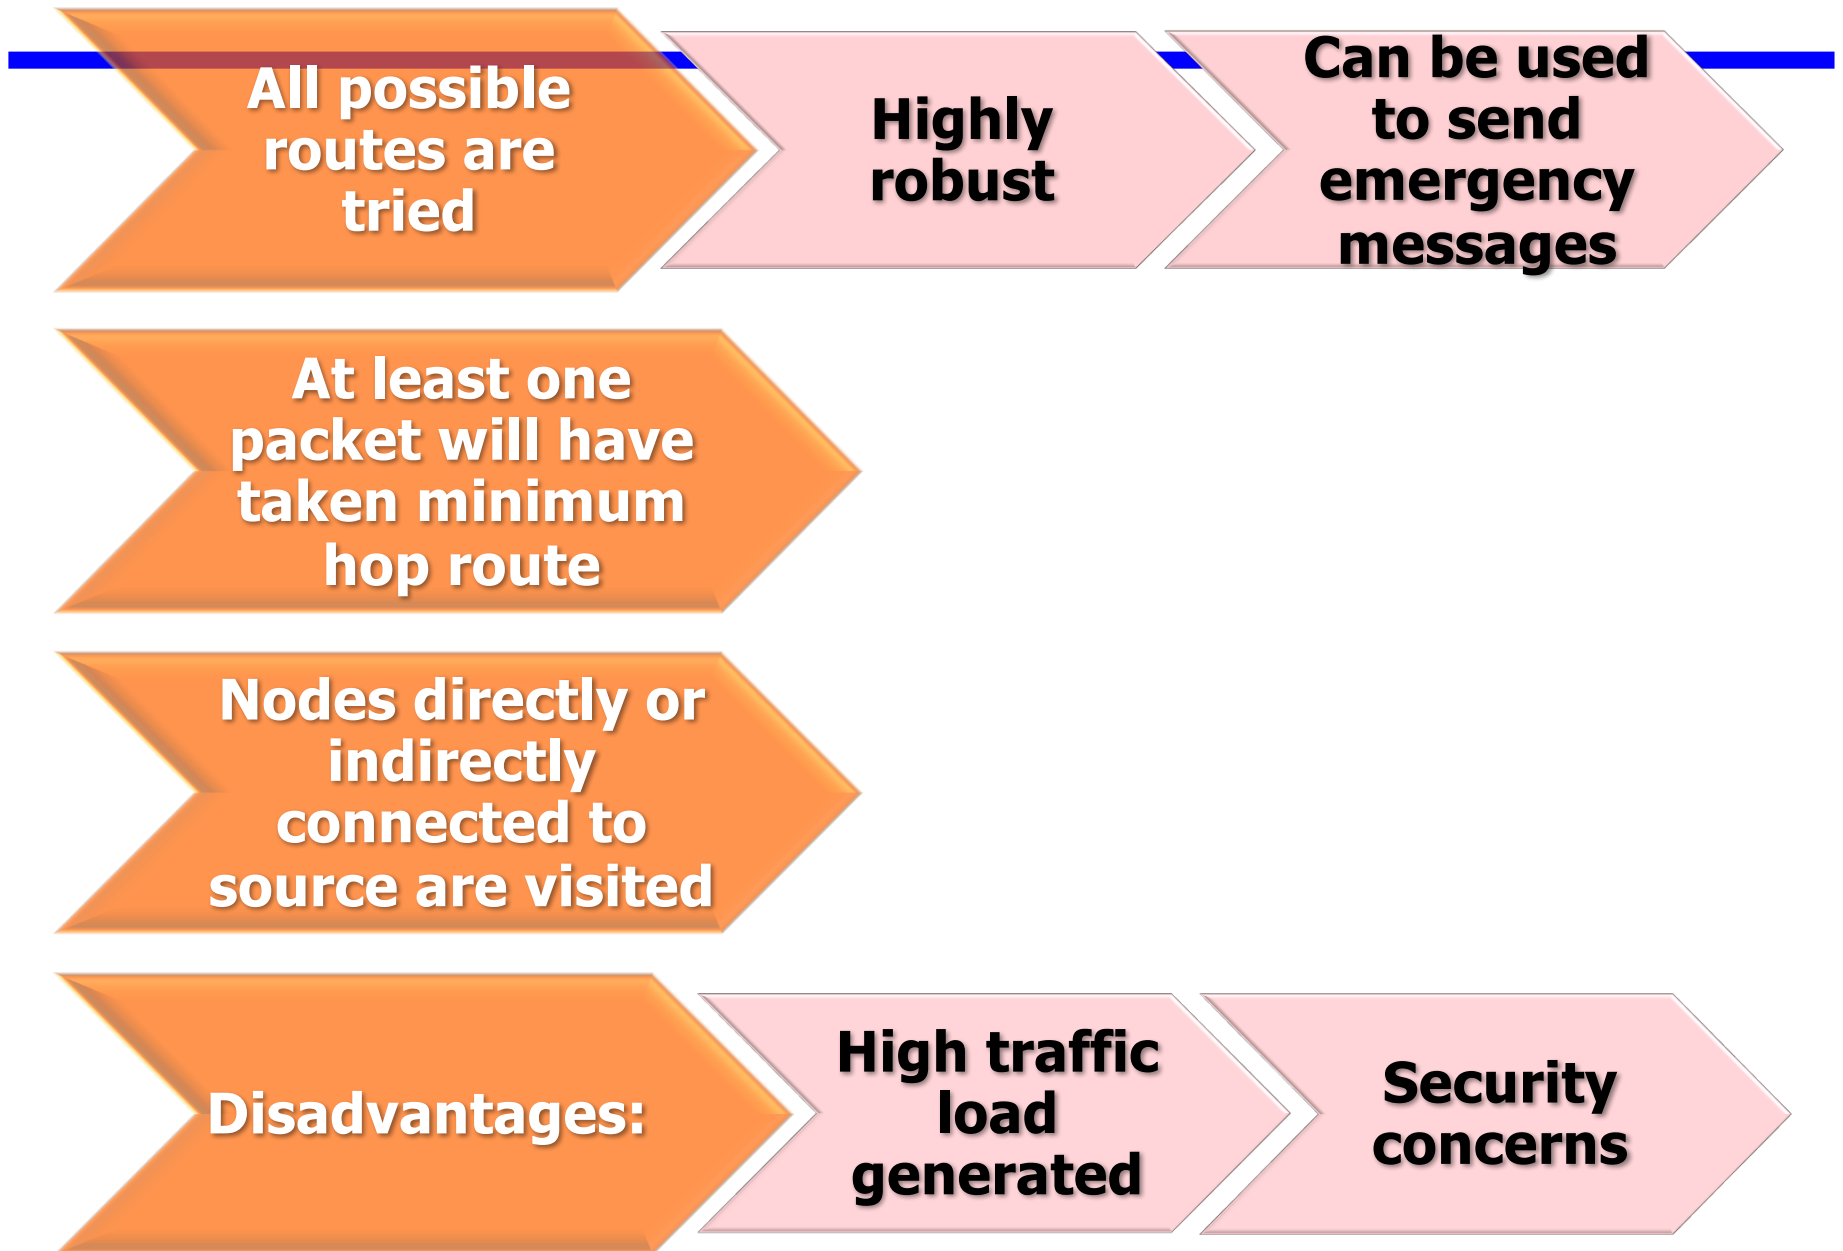 All possible
routes are
tried
Highly
robust
Can be used
to send
emergency
messages
At least one
packet will have
taken minimum
hop route
Nodes directly or
indirectly
connected to
source are visited
Disadvantages:
High traffic
load
generated
Security
concerns